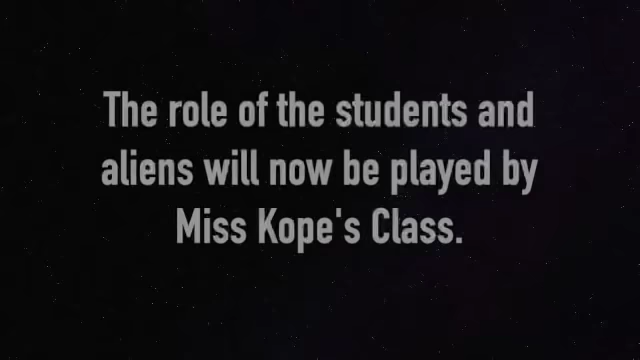 The role of the students and
aliens will now be played by
Miss Kope's Class.